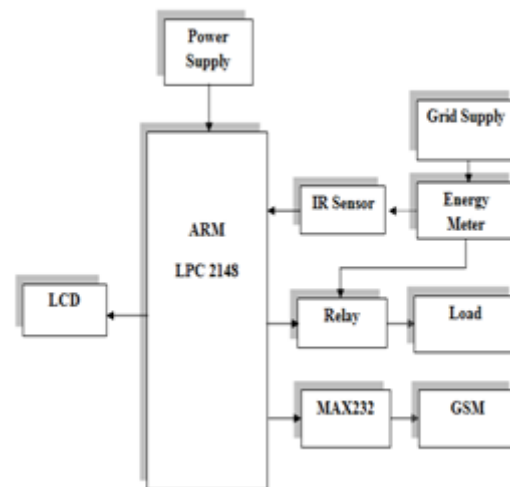 Power
Supply
Grid Supply
IR Sensor
Energy
Meter
ARM
LPC 2148
LCD
Relay
Load
MAX232
GSM